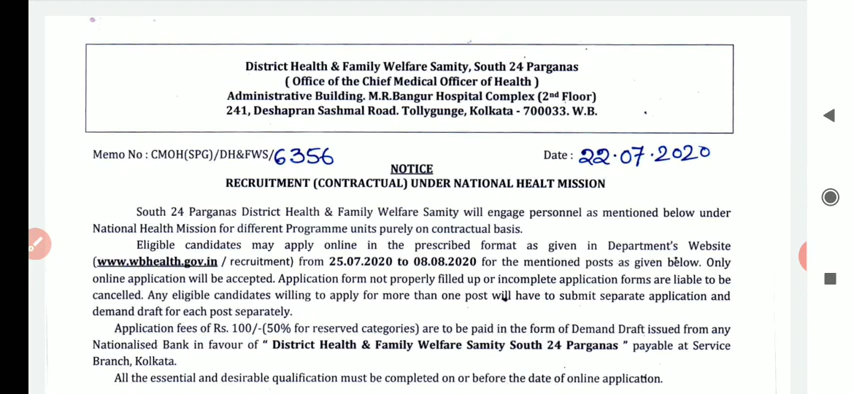 District Health & Family Welfare Samity, South 24 Parganas
( Office of the Chief Medical Officer of Health )
Administrative Building. M.R.Bangur Hospital Complex (2nd Floor)
241, Deshapran Sashmal Road. Tollygunge, Kolkata - 700033. W.B.
Memo No : CMOH(SPG)/DH&FWS/6356 Date : 22.07.2020
NOTICE
RECRUITMENT (CONTRACTUAL) UNDER NATIONAL HEALT MISSION
South 24 Parganas District Health & Family Welfare Samity will engage personnel as mentioned below under
National Health Mission for different Programme units purely on contractual basis.
Eligible candidates may apply online in the prescribed format as given in Department's Website
(www.wbhealth.gov.in / recruitment) from 25.07.2020 to 08.08.2020 for the mentioned posts as given below. Only
online application will be accepted. Application form not properly filled up or incomplete application forms are liable to be
cancelled. Any eligible candidates willing to apply for more than one post will have to submit separate application and
demand draft for each post separately.
Application fees of Rs. 100/-(50% for reserved categories) are to be paid in the form of Demand Draft issued from any
Nationalised Bank in favour of " District Health & Family Welfare Samity South 24 Parganas " payable at Service
Branch, Kolkata.
All the essential and desirable qualification must be completed on or before the date of online application.